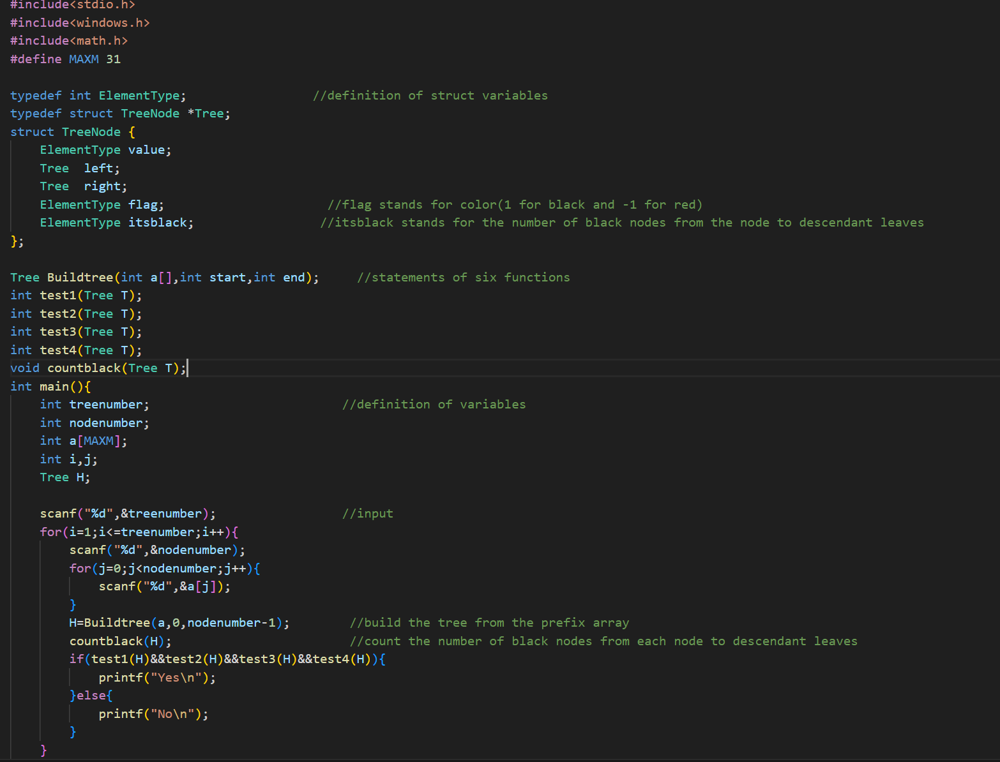 #include<stdio.h>
#include<windows.h>
#include<math.h>
#define MAXM 31

typedef int ElementType;                 //definition of struct variables
typedef struct TreeNode *Tree;
struct TreeNode {
    ElementType value;
    Tree  left;
    Tree  right;
    ElementType flag;                      //flag stands for color(1 for black and -1 for red)
    ElementType itsblack;                 //itsblack stands for the number of black nodes from the node to descendant leaves
};

Tree Buildtree(int a[],int start,int end);     //statements of six functions
int test1(Tree T);
int test2(Tree T);
int test3(Tree T);
int test4(Tree T);
void countblack(Tree T);
int main(){
    int treenumber;                          //definition of variables
    int nodenumber;
    int a[MAXM];
    int i,j;
    Tree H;

    scanf("%d",&treenumber);                 //input
    for(i=1;i<=treenumber;i++){
        scanf("%d",&nodenumber);
        for(j=0;j<nodenumber;j++){
            scanf("%d",&a[j]);
        }
        H=Buildtree(a,0,nodenumber-1);        //build the tree from the prefix array
        countblack(H);                        //count the number of black nodes from each node to descendant leaves
        if(test1(H)&&test2(H)&&test3(H)&&test4(H)){
            printf("Yes\n");
        }else{
            printf("No\n");
        }
    }